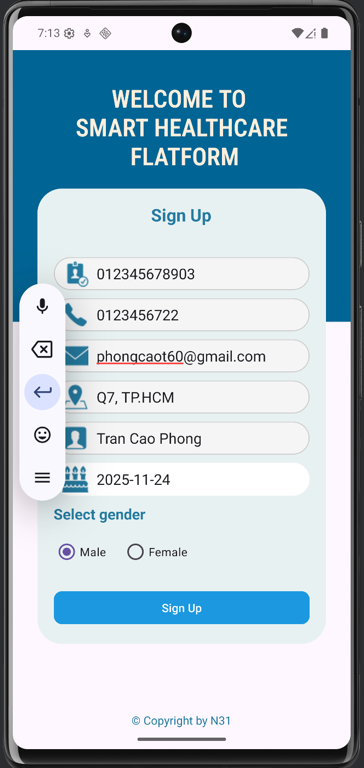 7:13
WELCOME TO
SMART HEALTHCARE
FLATFORM
Sign Up
012345678903
0123456722
phongcaot60@gmail.com
Q7, TP.HCM
Tran Cao Phong
2025-11-24
Select gender
Male Female
Sign Up
© Copyright by N31